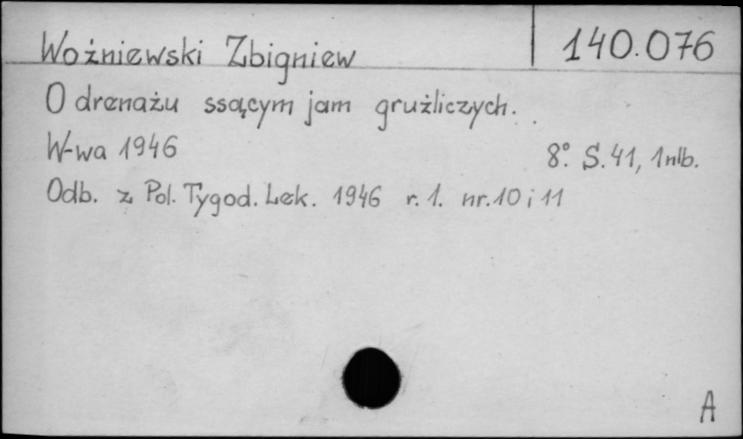 Woźniewski Zbigniew 140.076
O drenażu ssącym jam gruźliczych.
W-wa 1946 8° S.41, 1nlb.
Odb. z Pol. Tygod. Lek. 1946 r.1. nr.10 i 11
A